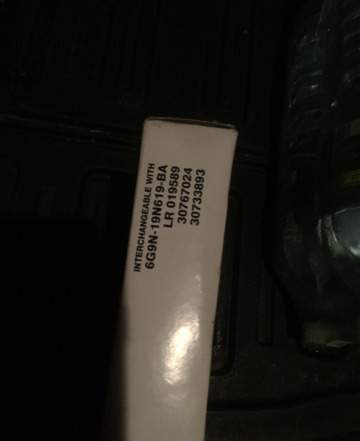 INTERCHANGEABLE WITH
6G9N-19N619-BA
LR 019589
30767024
30733893